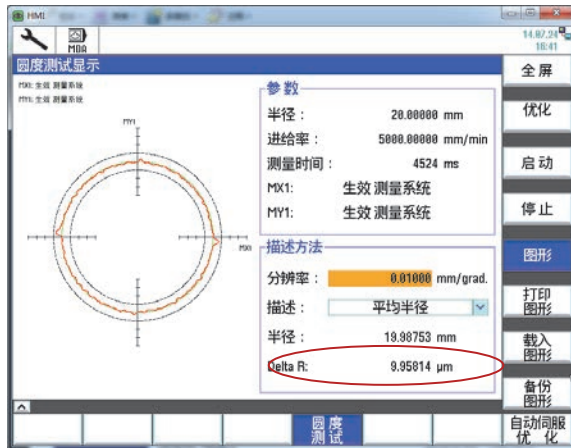 HMI
MDA
14.07.24
16:41
圆度测试显示
MX1: 生效 测量系统
MY1: 生效 测量系统
MY1
MX1
参数
半径： 20.00000 mm
进给率： 5000.00000 mm/min
测量时间： 4524 ms
MX1: 生效 测量系统
MY1: 生效 测量系统
描述方法
分辨率： 0.01000 mm/grad.
描述： 平均半径
半径： 19.98753 mm
Delta R: 9.95814 µm
全屏
优化
启动
停止
图形
打印
图形
载入
图形
备份
图形
自动伺服
优化
圆度
测试